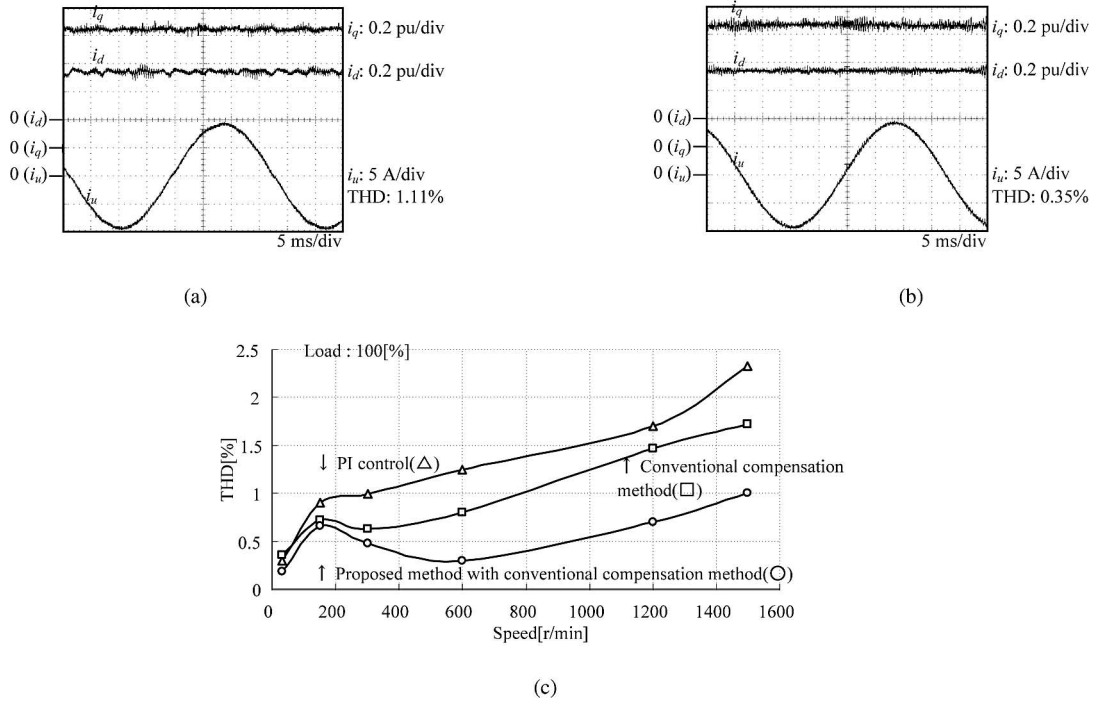 i_q
i_q: 0.2 pu/div
i_d
i_d: 0.2 pu/div
0 (i_d)
0 (i_q)
0 (i_u)
i_u
i_u: 5 A/div
THD: 1.11%
5 ms/div
(a)
i_q
i_q: 0.2 pu/div
i_d
i_d: 0.2 pu/div
0 (i_d)
0 (i_q)
0 (i_u)
i_u
i_u: 5 A/div
THD: 0.35%
5 ms/div
(b)
Load : 100[%]
THD[%]
2.5
2
1.5
1
0.5
0
↓ PI control(△)
↑ Conventional compensation
method(□)
↑ Proposed method with conventional compensation method(○)
0 200 400 600 800 1000 1200 1400 1600
Speed[r/min]
(c)